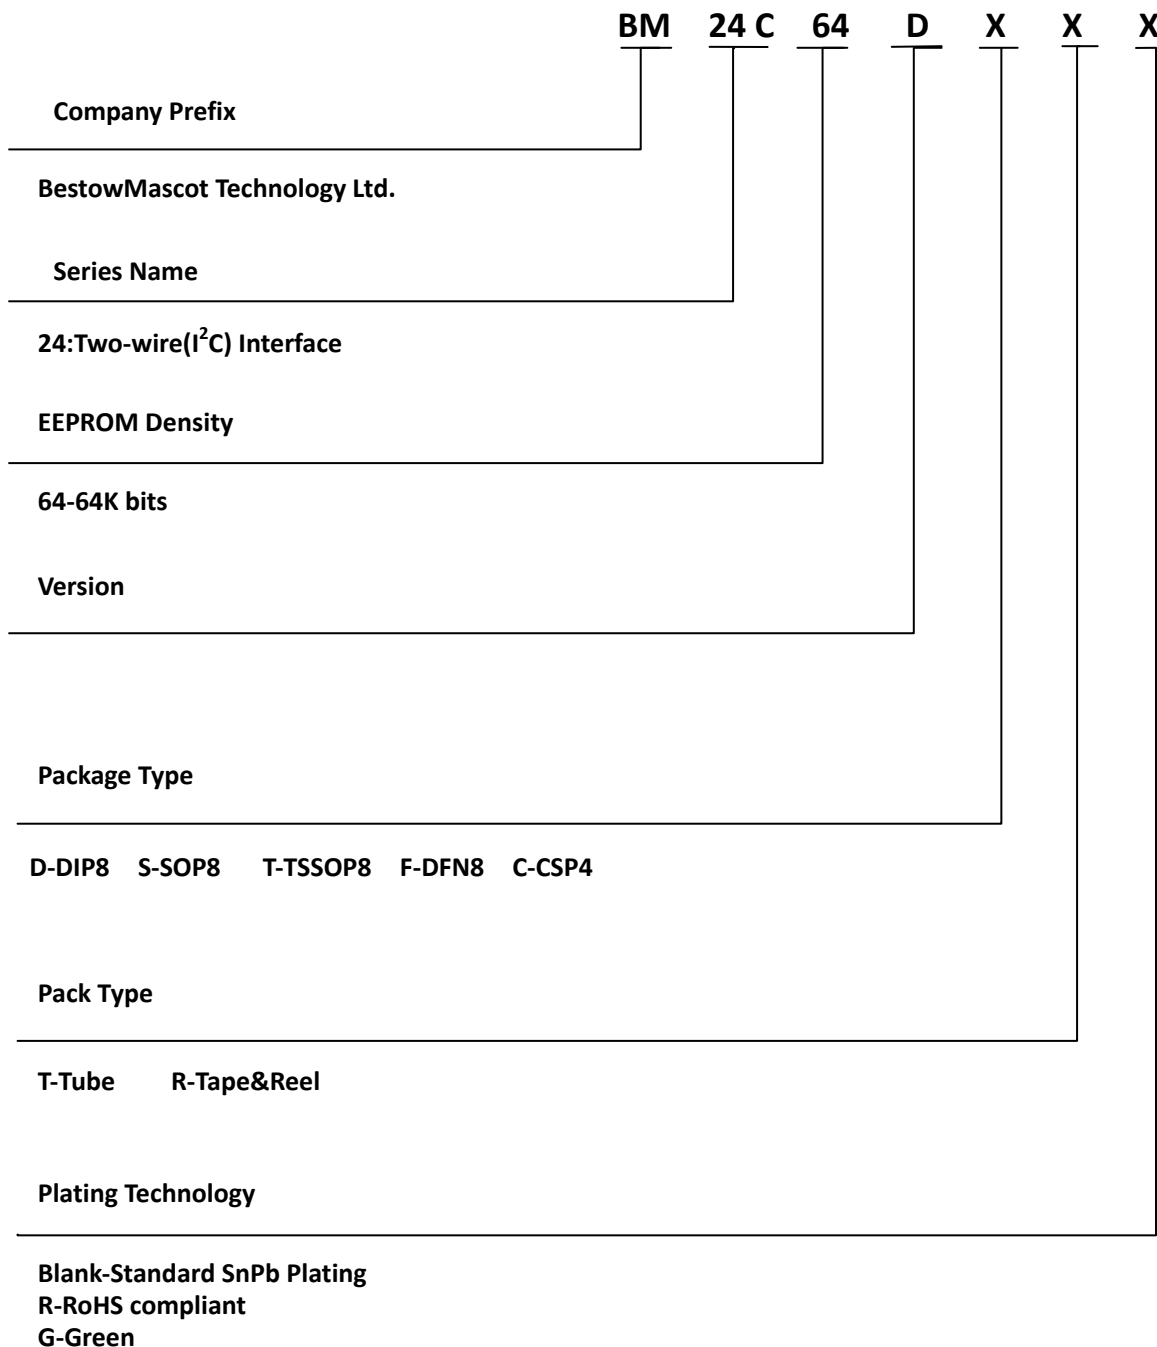 BM 24 C 64 D X X X
Company Prefix
BestowMascot Technology Ltd.
Series Name
24:Two-wire(I²C) Interface
EEPROM Density
64-64K bits
Version
Package Type
D-DIP8 S-SOP8 T-TSSOP8 F-DFN8 C-CSP4
Pack Type
T-Tube R-Tape&Reel
Plating Technology
Blank-Standard SnPb Plating
R-RoHS compliant
G-Green